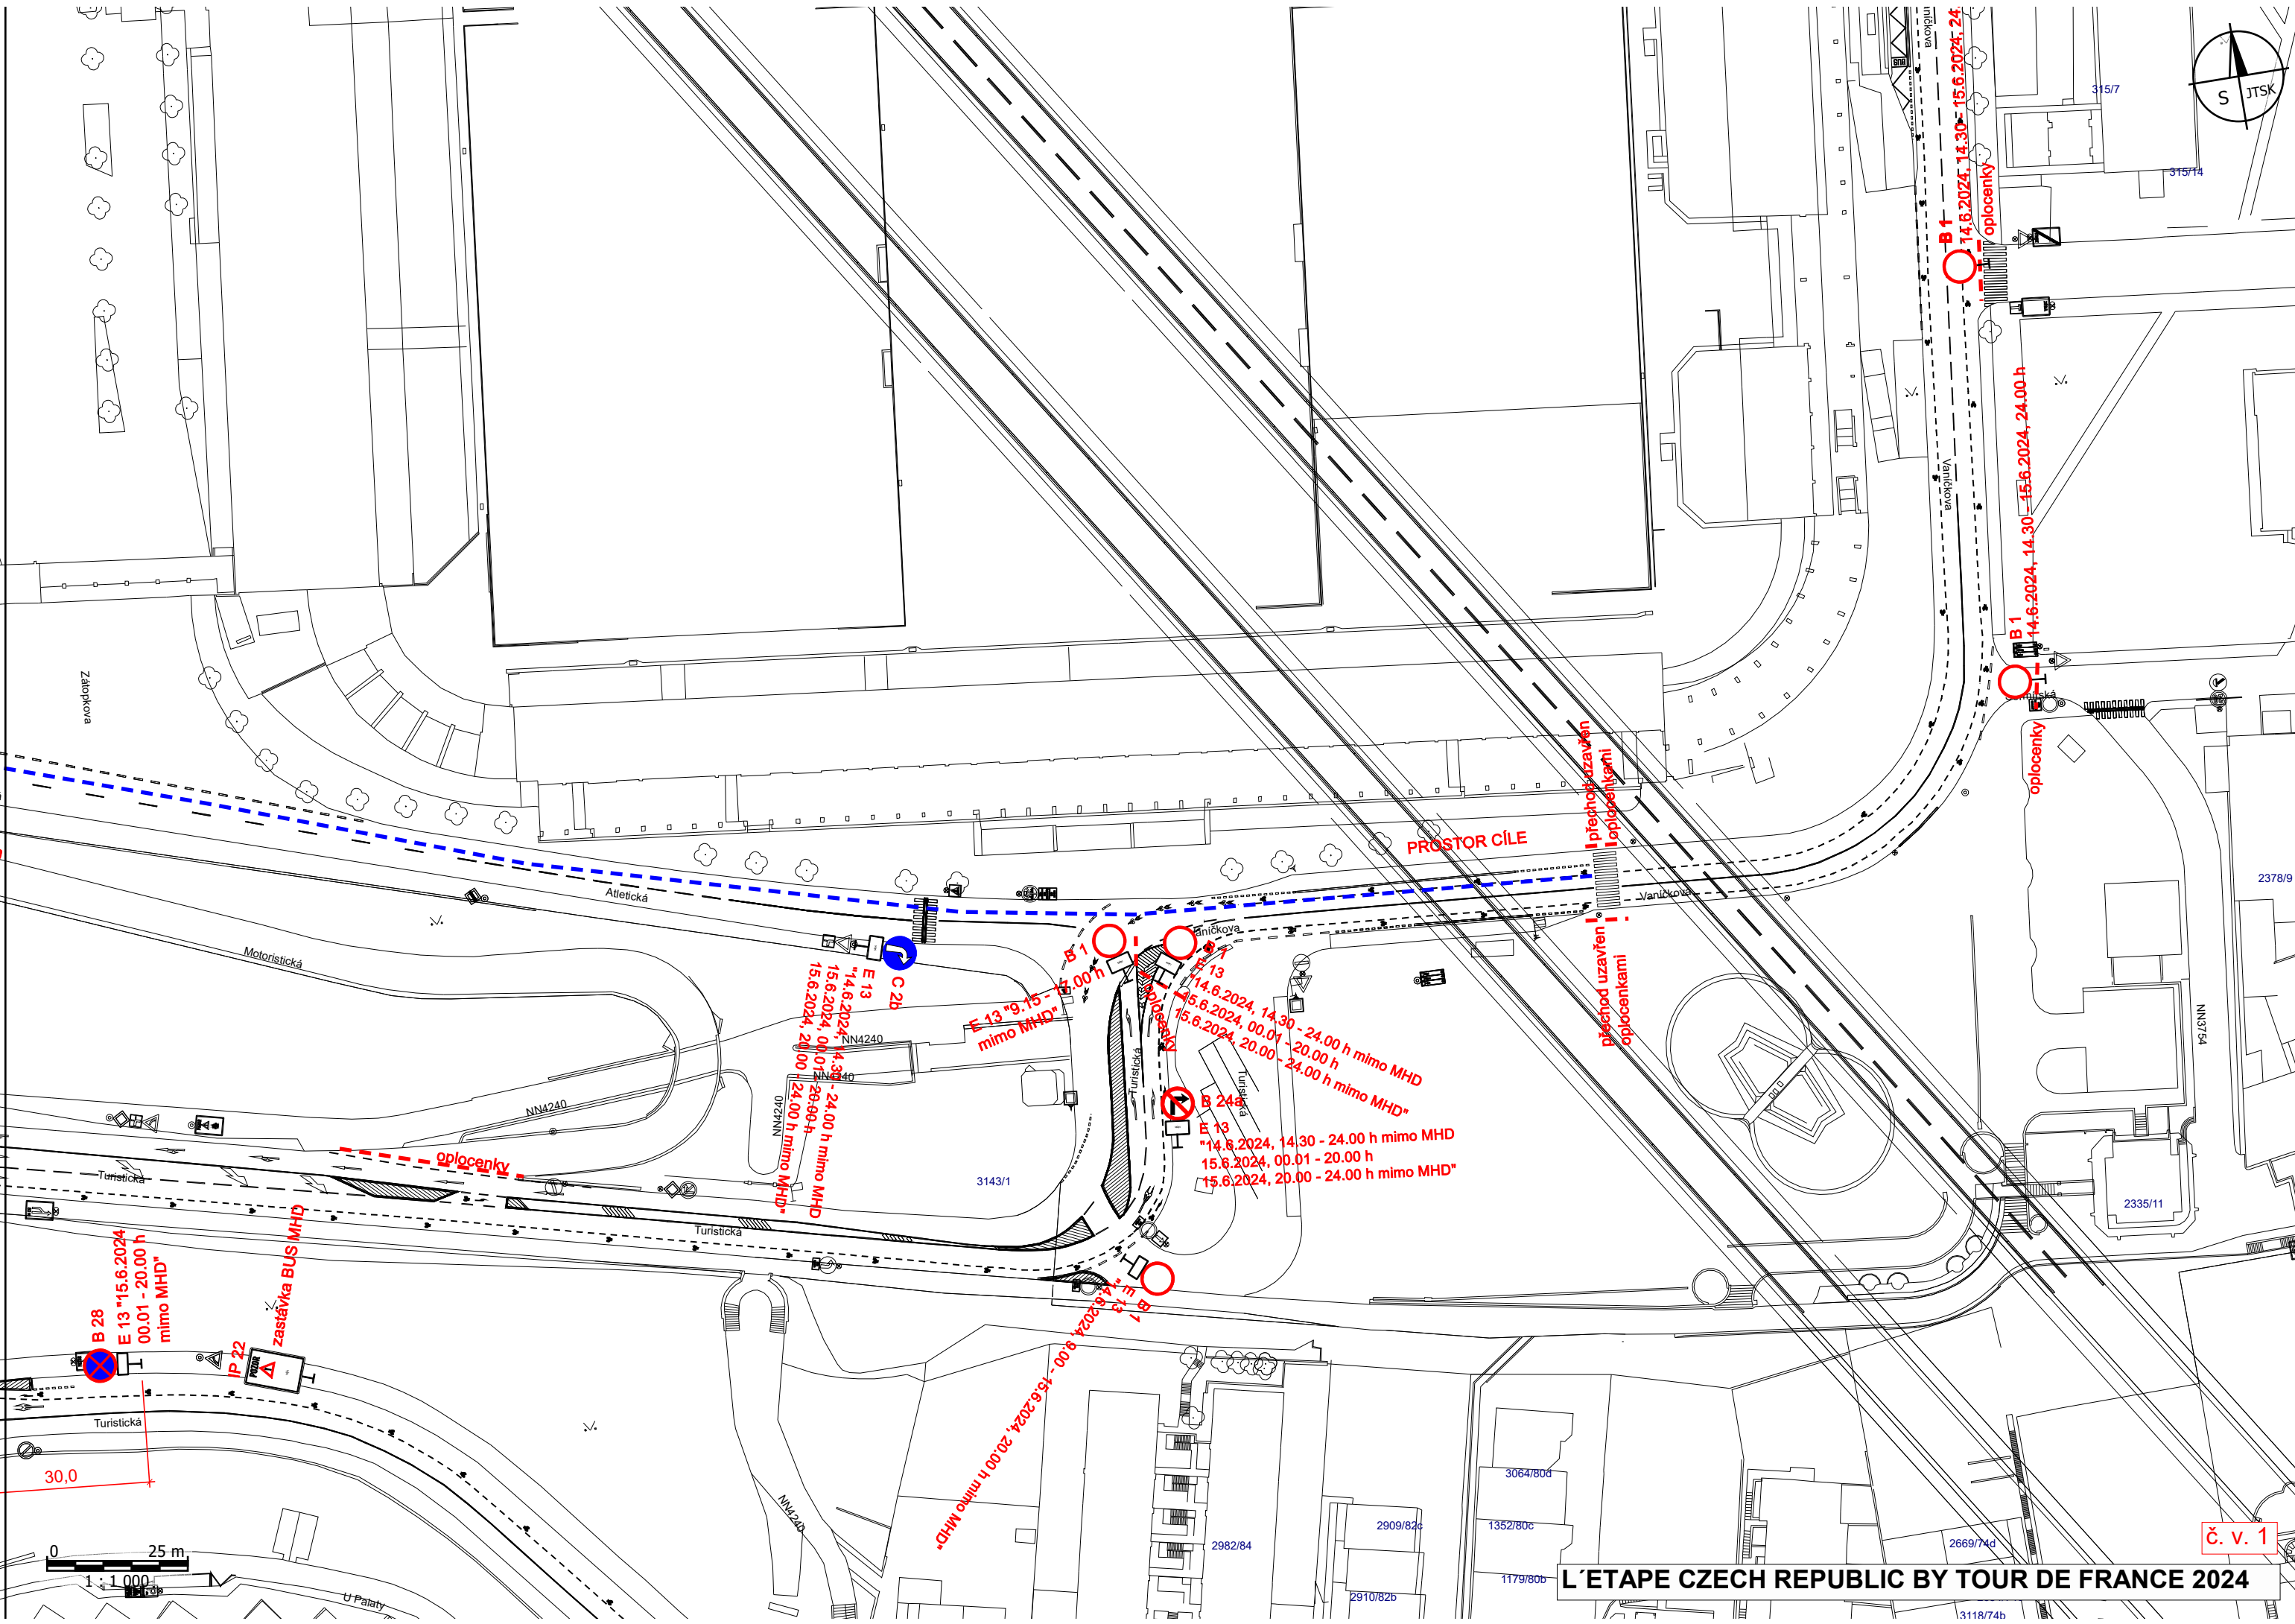 Vaničkova
14.6.2024, 14.30 - 15.6.2024, 24.
B 1
oplocenky
BUS
315/7
315/14
S
JTSK
Vaničkova
B 1
14.6.2024, 14.30 - 15.6.2024, 24.00 h
oplocenky
Zátopkova
Atletická
Motoristická
PROSTOR CÍLE
přechod uzavřen
oplocenkami
Vaničkova
přechod uzavřen
oplocenkami
2378/9
NN3754
2335/11
C 2b
E 13
"14.6.2024, 14.30 - 24.00 h mimo MHD
15.6.2024, 00.01 - 20.00 h
15.6.2024, 20.00 - 24.00 h mimo MHD"
B 1
mimo MHD"
oplocenky
B 1
E 13
"14.6.2024, 14.30 - 24.00 h mimo MHD
15.6.2024, 00.01 - 20.00 h
15.6.2024, 20.00 - 24.00 h mimo MHD"
Turistická
Turistická
B 24a
E 13
"14.6.2024, 14.30 - 24.00 h mimo MHD
15.6.2024, 00.01 - 20.00 h
15.6.2024, 20.00 - 24.00 h mimo MHD"
NN4240
NN4240
NN4240
NN4240
3143/1
oplocenky
Turistická
Turistická
B 1
E 13
"14.6.2024, 9.00 - 15.6.2024, 20.00 h mimo MHD"
B 28
E 13 "15.6.2024
00.01 - 20.00 h
mimo MHD"
IP 22
zastávka BUS MHD
POZOR
Turistická
30,0
0 25 m
1 : 1 000
U Palaty
NN4240
2982/84
2909/82c
2910/82b
3064/80d
1352/80c
1179/80b
2669/74d
3118/74b
č. v. 1
L´ETAPE CZECH REPUBLIC BY TOUR DE FRANCE 2024